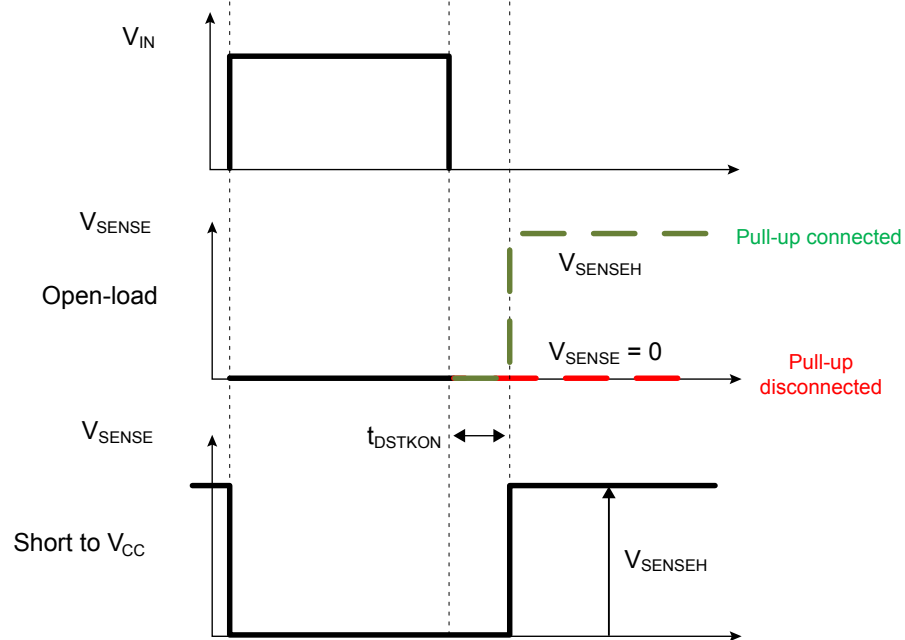 VIN
VSENSE
Pull-up connected
VSENSEH
Open-load
VSENSE = 0
Pull-up
disconnected
VSENSE
tDSTKON
Short to VCC
VSENSEH